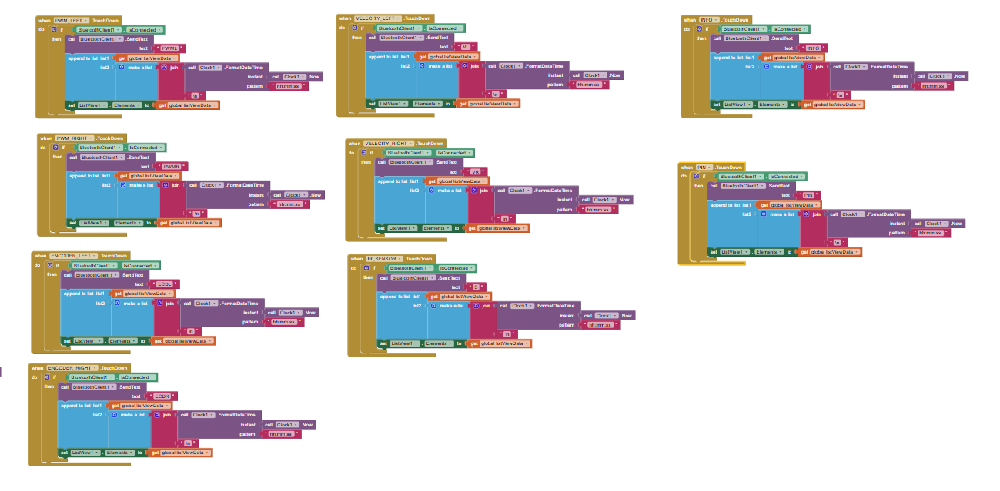 when PWM_LEFT .TouchDown
do if BluetoothClient1 . IsConnected
then call BluetoothClient1 .SendText
text " PWML "
append to list list1 get global listViewData
list2 make a list join call Clock1 .FormatDateTime
instant call Clock1 .Now
pattern " hh:mm:ss "
" \n "
set ListView1 . Elements to get global listViewData
when PWM_RIGHT .TouchDown
do if BluetoothClient1 . IsConnected
then call BluetoothClient1 .SendText
text " PWMR "
append to list list1 get global listViewData
list2 make a list join call Clock1 .FormatDateTime
instant call Clock1 .Now
pattern " hh:mm:ss "
" \n "
set ListView1 . Elements to get global listViewData
when ENCODER_LEFT .TouchDown
do if BluetoothClient1 . IsConnected
then call BluetoothClient1 .SendText
text " ECDL "
append to list list1 get global listViewData
list2 make a list join call Clock1 .FormatDateTime
instant call Clock1 .Now
pattern " hh:mm:ss "
" \n "
set ListView1 . Elements to get global listViewData
when ENCODER_RIGHT .TouchDown
do if BluetoothClient1 . IsConnected
then call BluetoothClient1 .SendText
text " ECDR "
append to list list1 get global listViewData
list2 make a list join call Clock1 .FormatDateTime
instant call Clock1 .Now
pattern " hh:mm:ss "
" \n "
set ListView1 . Elements to get global listViewData
when VELECITY_LEFT .TouchDown
do if BluetoothClient1 . IsConnected
then call BluetoothClient1 .SendText
text " VL "
append to list list1 get global listViewData
list2 make a list join call Clock1 .FormatDateTime
instant call Clock1 .Now
pattern " hh:mm:ss "
" \n "
set ListView1 . Elements to get global listViewData
when VELECITY_RIGHT .TouchDown
do if BluetoothClient1 . IsConnected
then call BluetoothClient1 .SendText
text " VR "
append to list list1 get global listViewData
list2 make a list join call Clock1 .FormatDateTime
instant call Clock1 .Now
pattern " hh:mm:ss "
" \n "
set ListView1 . Elements to get global listViewData
when IR_SENSOR .TouchDown
do if BluetoothClient1 . IsConnected
then call BluetoothClient1 .SendText
text " S "
append to list list1 get global listViewData
list2 make a list join call Clock1 .FormatDateTime
instant call Clock1 .Now
pattern " hh:mm:ss "
" \n "
set ListView1 . Elements to get global listViewData
when INFO .TouchDown
do if BluetoothClient1 . IsConnected
then call BluetoothClient1 .SendText
text " INFO "
append to list list1 get global listViewData
list2 make a list join call Clock1 .FormatDateTime
instant call Clock1 .Now
pattern " hh:mm:ss "
" \n "
set ListView1 . Elements to get global listViewData
when PIN .TouchDown
do if BluetoothClient1 . IsConnected
then call BluetoothClient1 .SendText
text " PIN "
append to list list1 get global listViewData
list2 make a list join call Clock1 .FormatDateTime
instant call Clock1 .Now
pattern " hh:mm:ss "
" \n "
set ListView1 . Elements to get global listViewData